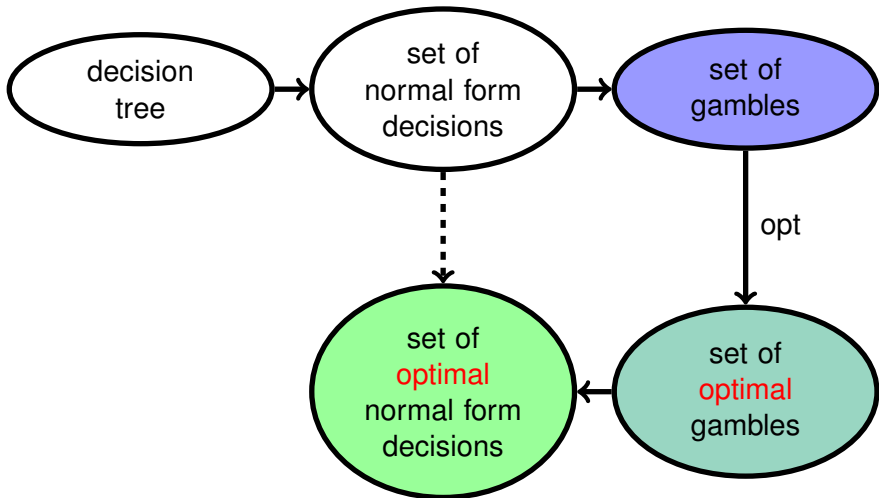 decision
tree
set of
normal form
decisions
set of
gambles
opt
set of
optimal
normal form
decisions
set of
optimal
gambles